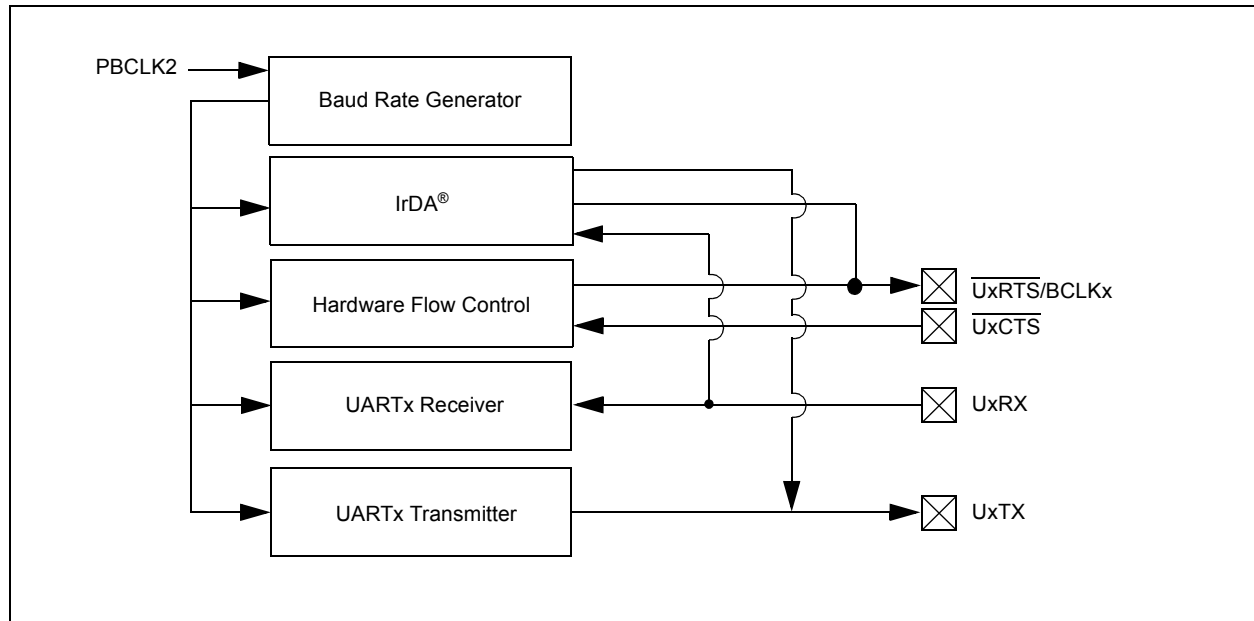 PBCLK2
Baud Rate Generator
IrDA®
Hardware Flow Control
UxRTS/BCLKx
UxCTS
UARTx Receiver
UxRX
UARTx Transmitter
UxTX